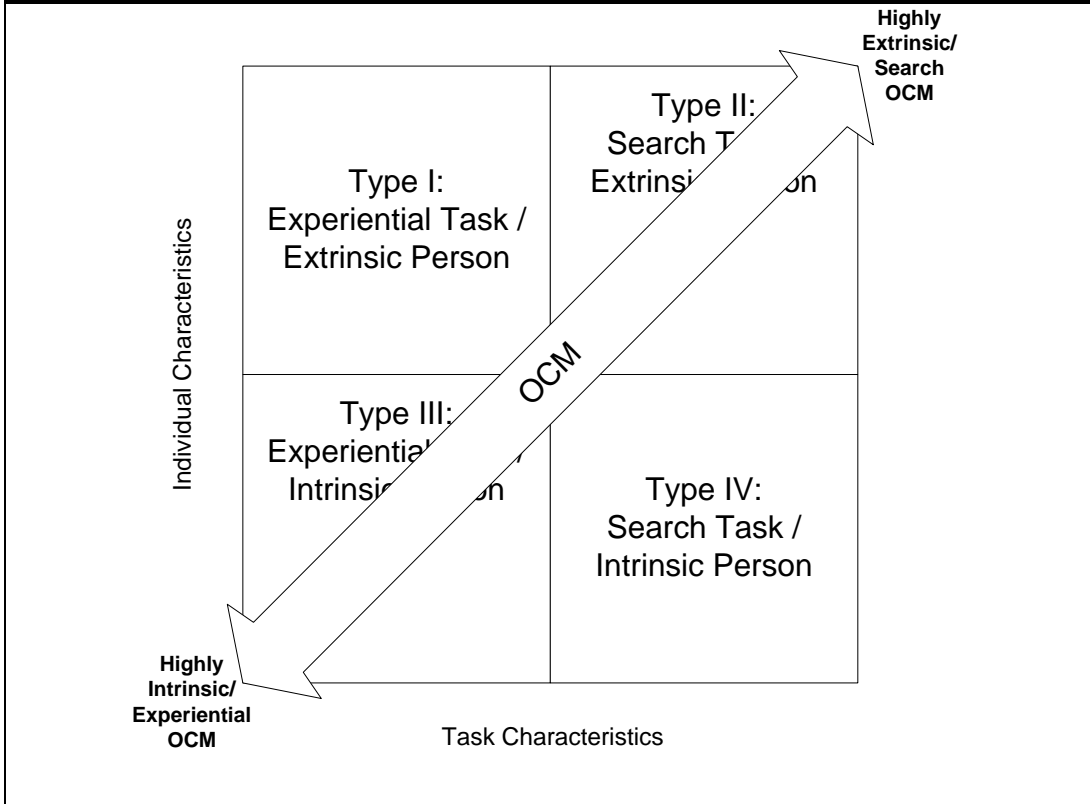 Highly
Extrinsic/
Search
OCM
Type II:
Search T
Extrinsi on
Type I:
Experiential Task /
Extrinsic Person
Individual Characteristics
OCM
Type III:
Experiential /
Intrinsi on
Type IV:
Search Task /
Intrinsic Person
Highly
Intrinsic/
Experiential
OCM
Task Characteristics